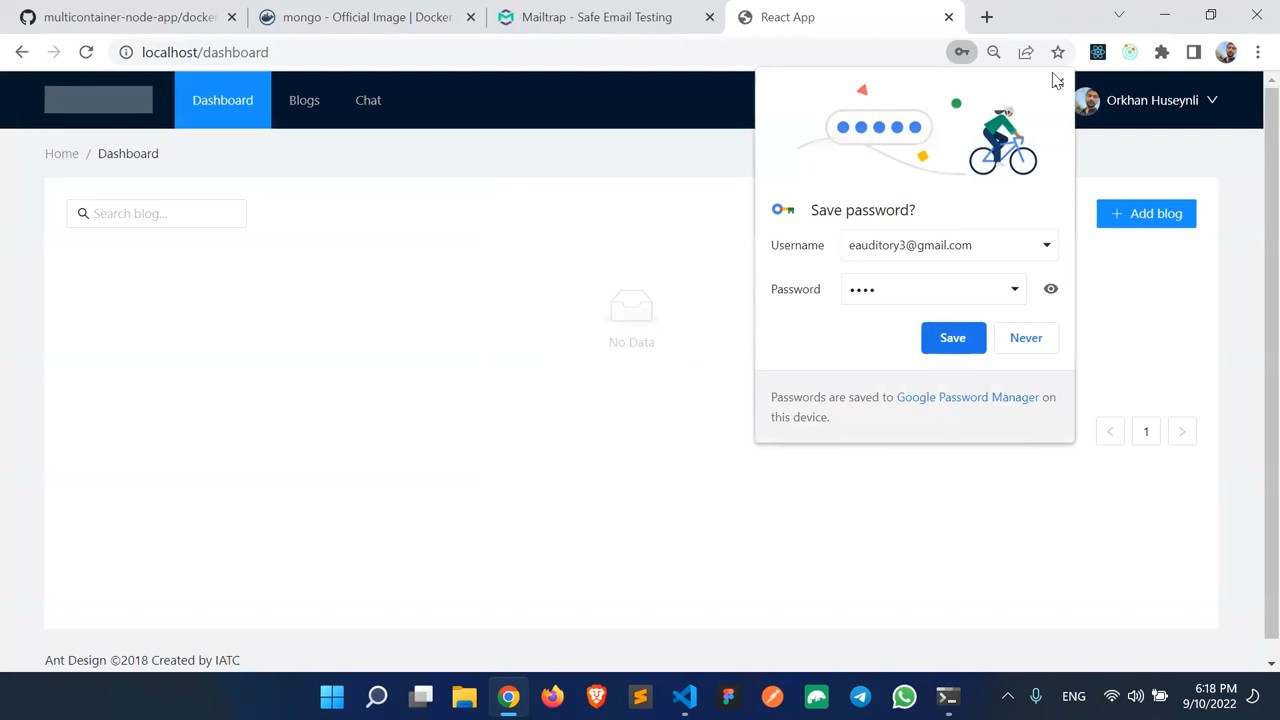 multicontainer-node-app/docker
mongo - Official Image | Docker
Mailtrap - Safe Email Testing
React App
localhost/dashboard
Dashboard
Blogs
Chat
Orkhan Huseynli
Home / Dashboard
Search blog...
+ Add blog
No Data
Save password?
Username
eauditory3@gmail.com
Password
••••
Save
Never
Passwords are saved to Google Password Manager on
this device.
< 1 >
Ant Design ©2018 Created by IATC
ENG
6:18 PM
9/10/2022